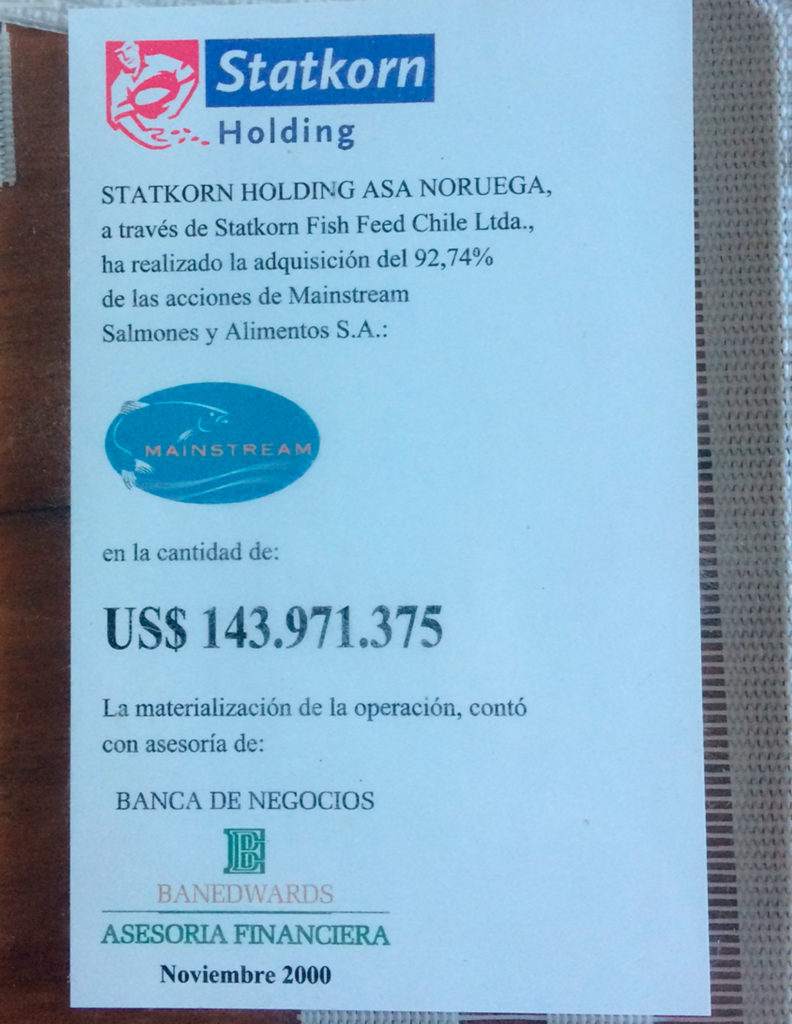 Statkorn
Holding
STATKORN HOLDING ASA NORUEGA,
a través de Statkorn Fish Feed Chile Ltda.,
ha realizado la adquisición del 92,74%
de las acciones de Mainstream
Salmones y Alimentos S.A.:
MAINSTREAM
en la cantidad de:
US$ 143.971.375
La materialización de la operación, contó
con asesoría de:
BANCA DE NEGOCIOS
BE
BANEDWARDS
ASESORIA FINANCIERA
Noviembre 2000